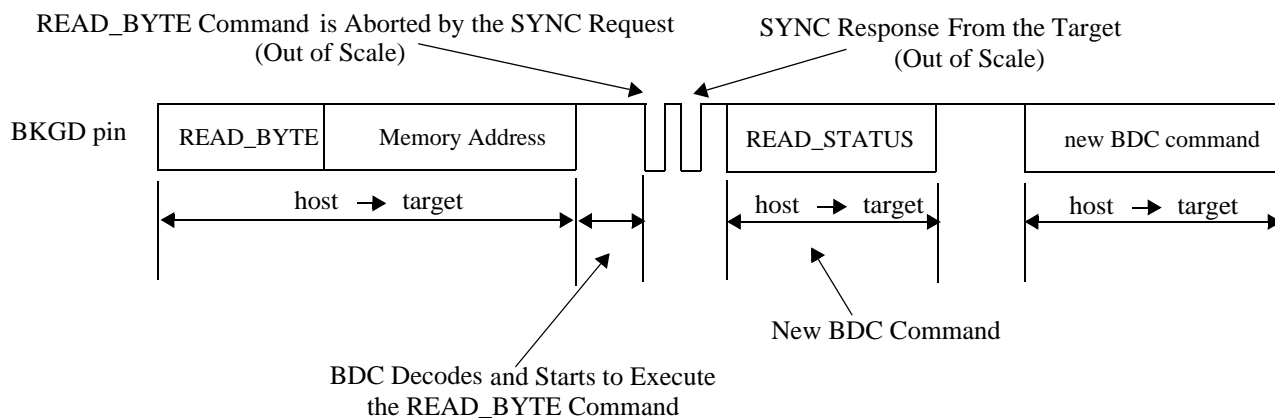 READ_BYTE Command is Aborted by the SYNC Request
(Out of Scale)
SYNC Response From the Target
(Out of Scale)
BKGD pin
READ_BYTE
Memory Address
READ_STATUS
new BDC command
host → target
host → target
host → target
New BDC Command
BDC Decodes and Starts to Execute
the READ_BYTE Command